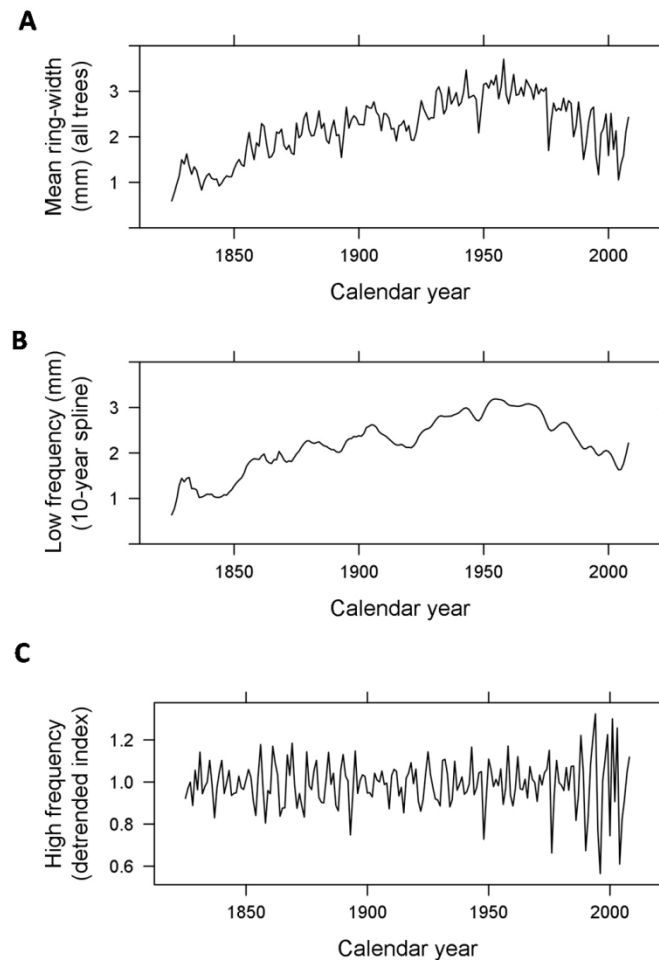 A
Mean ring-width
(mm) (all trees)
3
2
1
1850 1900 1950 2000
Calendar year
B
Low frequency (mm)
(10-year spline)
3
2
1
1850 1900 1950 2000
Calendar year
C
High frequency
(detrended index)
1.2
1.0
0.8
0.6
1850 1900 1950 2000
Calendar year